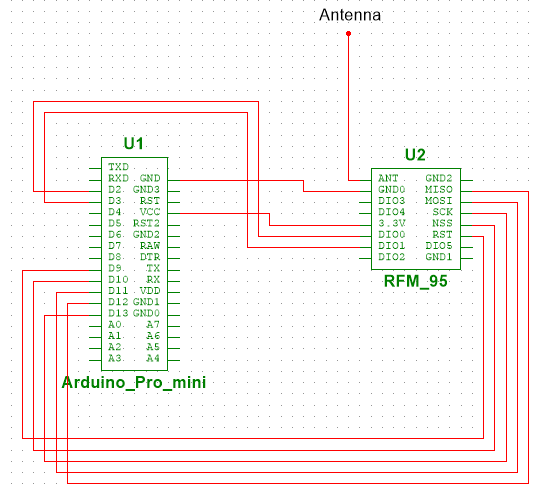 Antenna
U1
TXD
RXD GND
D2 GND3
D3 RST
D4 VCC
D5 RST2
D6 GND2
D7 RAW
D8 DTR
D9 TX
D10 RX
D11 VDD
D12 GND1
D13 GND0
A0 A7
A1 A6
A2 A5
A3 A4
Arduino_Pro_mini
U2
ANT GND2
GND0 MISO
DIO3 MOSI
DIO4 SCK
3.3V NSS
DIO0 RST
DIO1 DIO5
DIO2 GND1
RFM_95